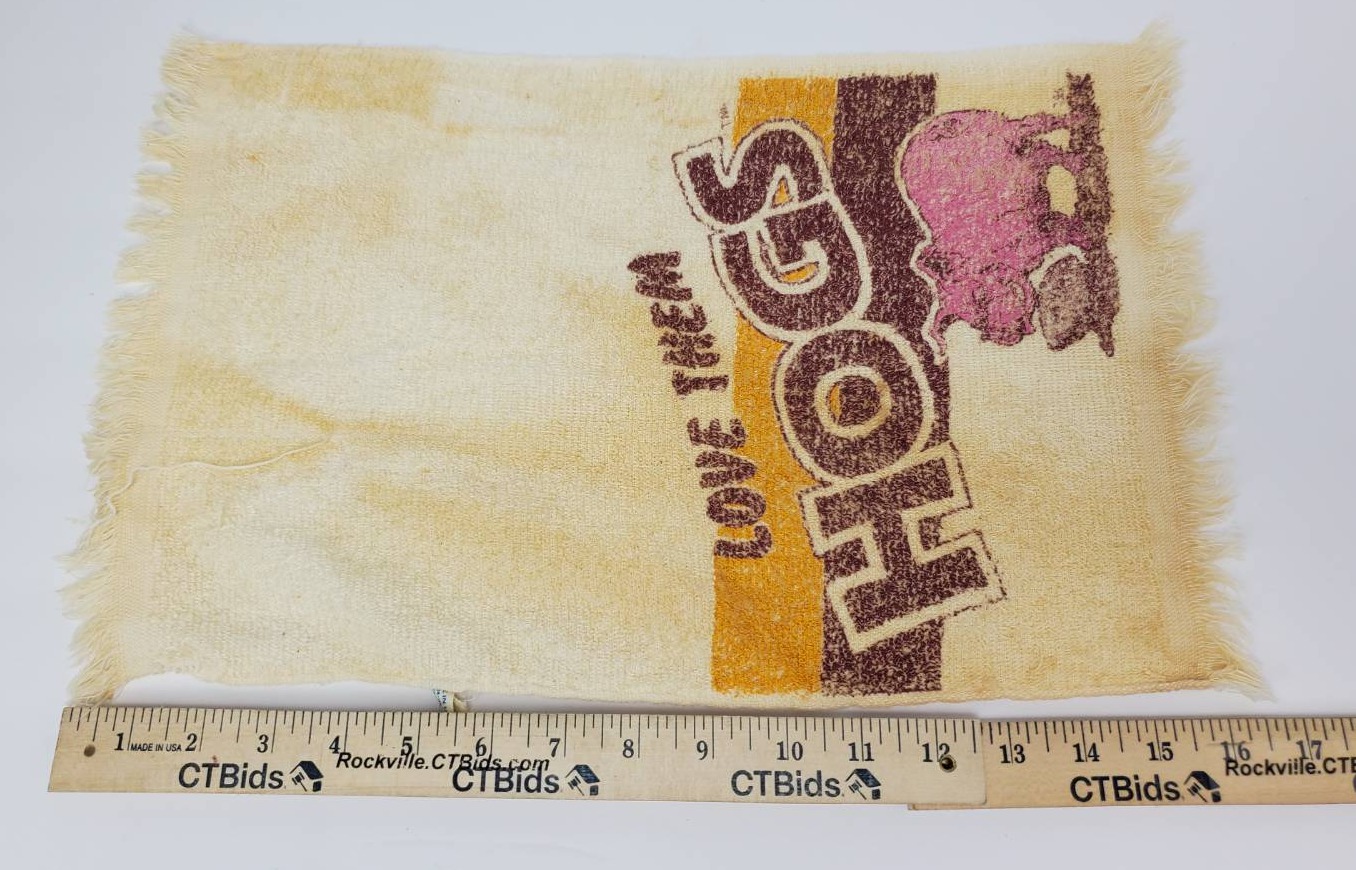 LOVE THEM
HOGS
TM
1 2 3 4 5 6 7 8 9 10 11 12 13 14 15 16 17
MADE IN USA
Rockville.CTBids.com
Rockville.CTB
CTBids
CTBids
CTBids
CTBids